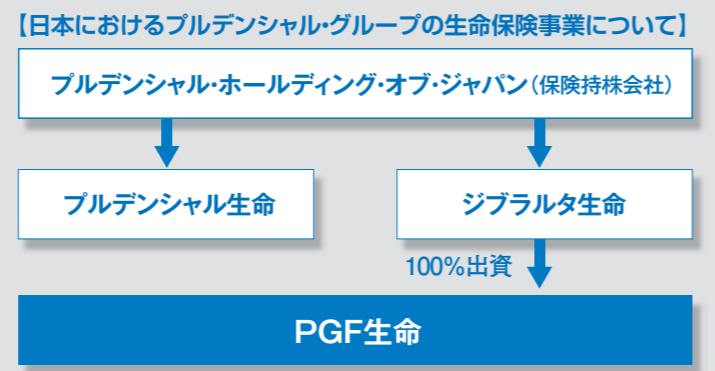 【日本におけるプルデンシャル・グループの生命保険事業について】
プルデンシャル・ホールディング・オブ・ジャパン（保険持株会社）
プルデンシャル生命
ジブラルタ生命
100％出資
PGF生命